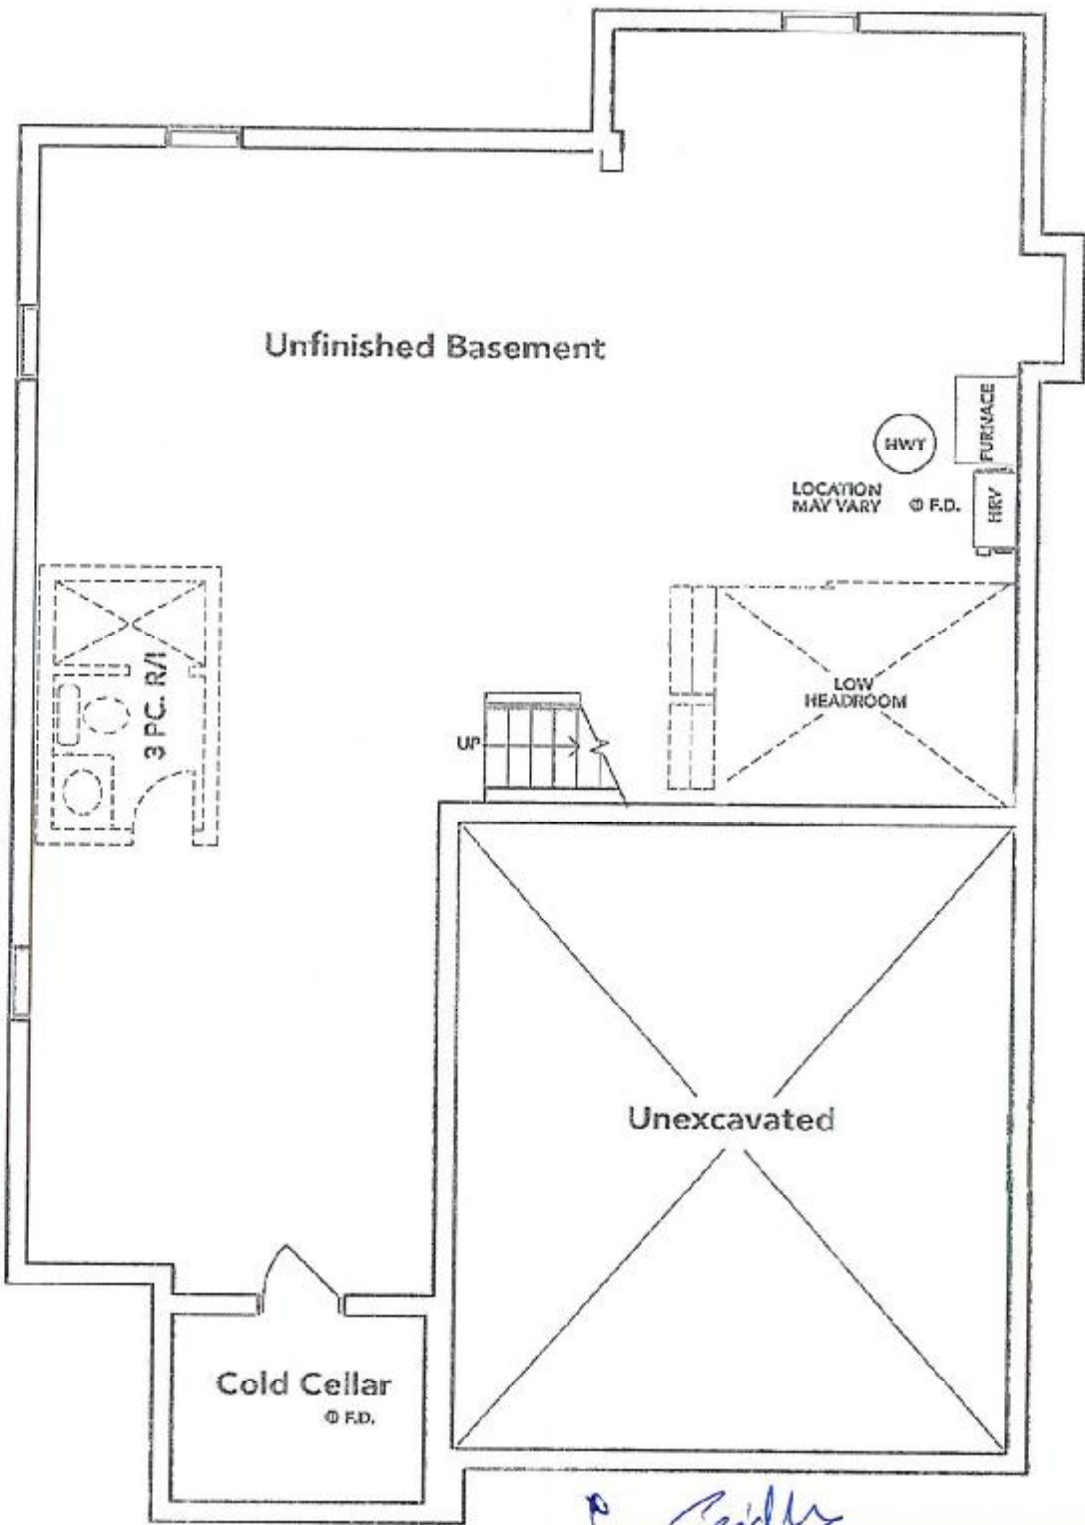 Unfinished Basement
FURNACE
HWT
LOCATION
MAY VARY
Φ F.D.
HRV
3 PC. R/I
LOW
HEADROOM
UP
Unexcavated
Cold Cellar
Φ F.D.